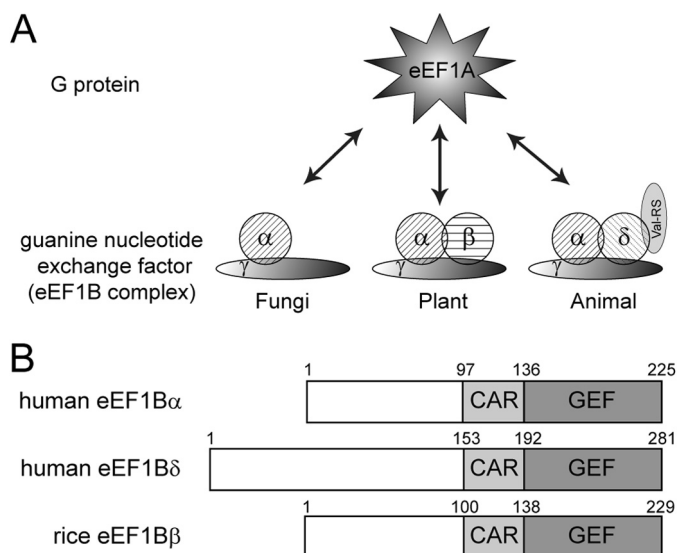 A
eEF1A
G protein
Val-RS
α α β α δ
guanine nucleotide
exchange factor
(eEF1B complex)
γ γ γ
Fungi Plant Animal
B
1 97 136 225
human eEF1Bα CAR GEF
1 153 192 281
human eEF1Bδ CAR GEF
1 100 138 229
rice eEF1Bβ CAR GEF